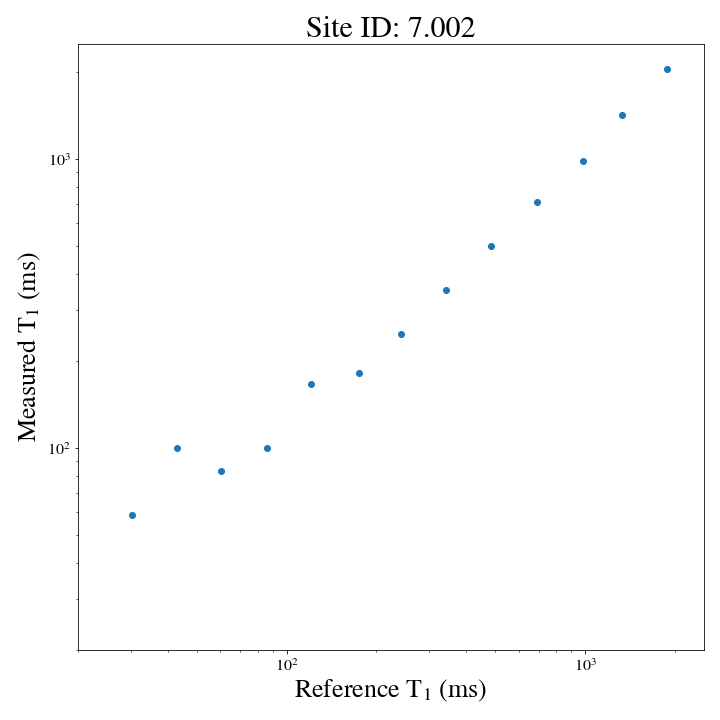 Site ID: 7.002
Measured T₁ (ms)
10³
10²
10²
10³
Reference T₁ (ms)